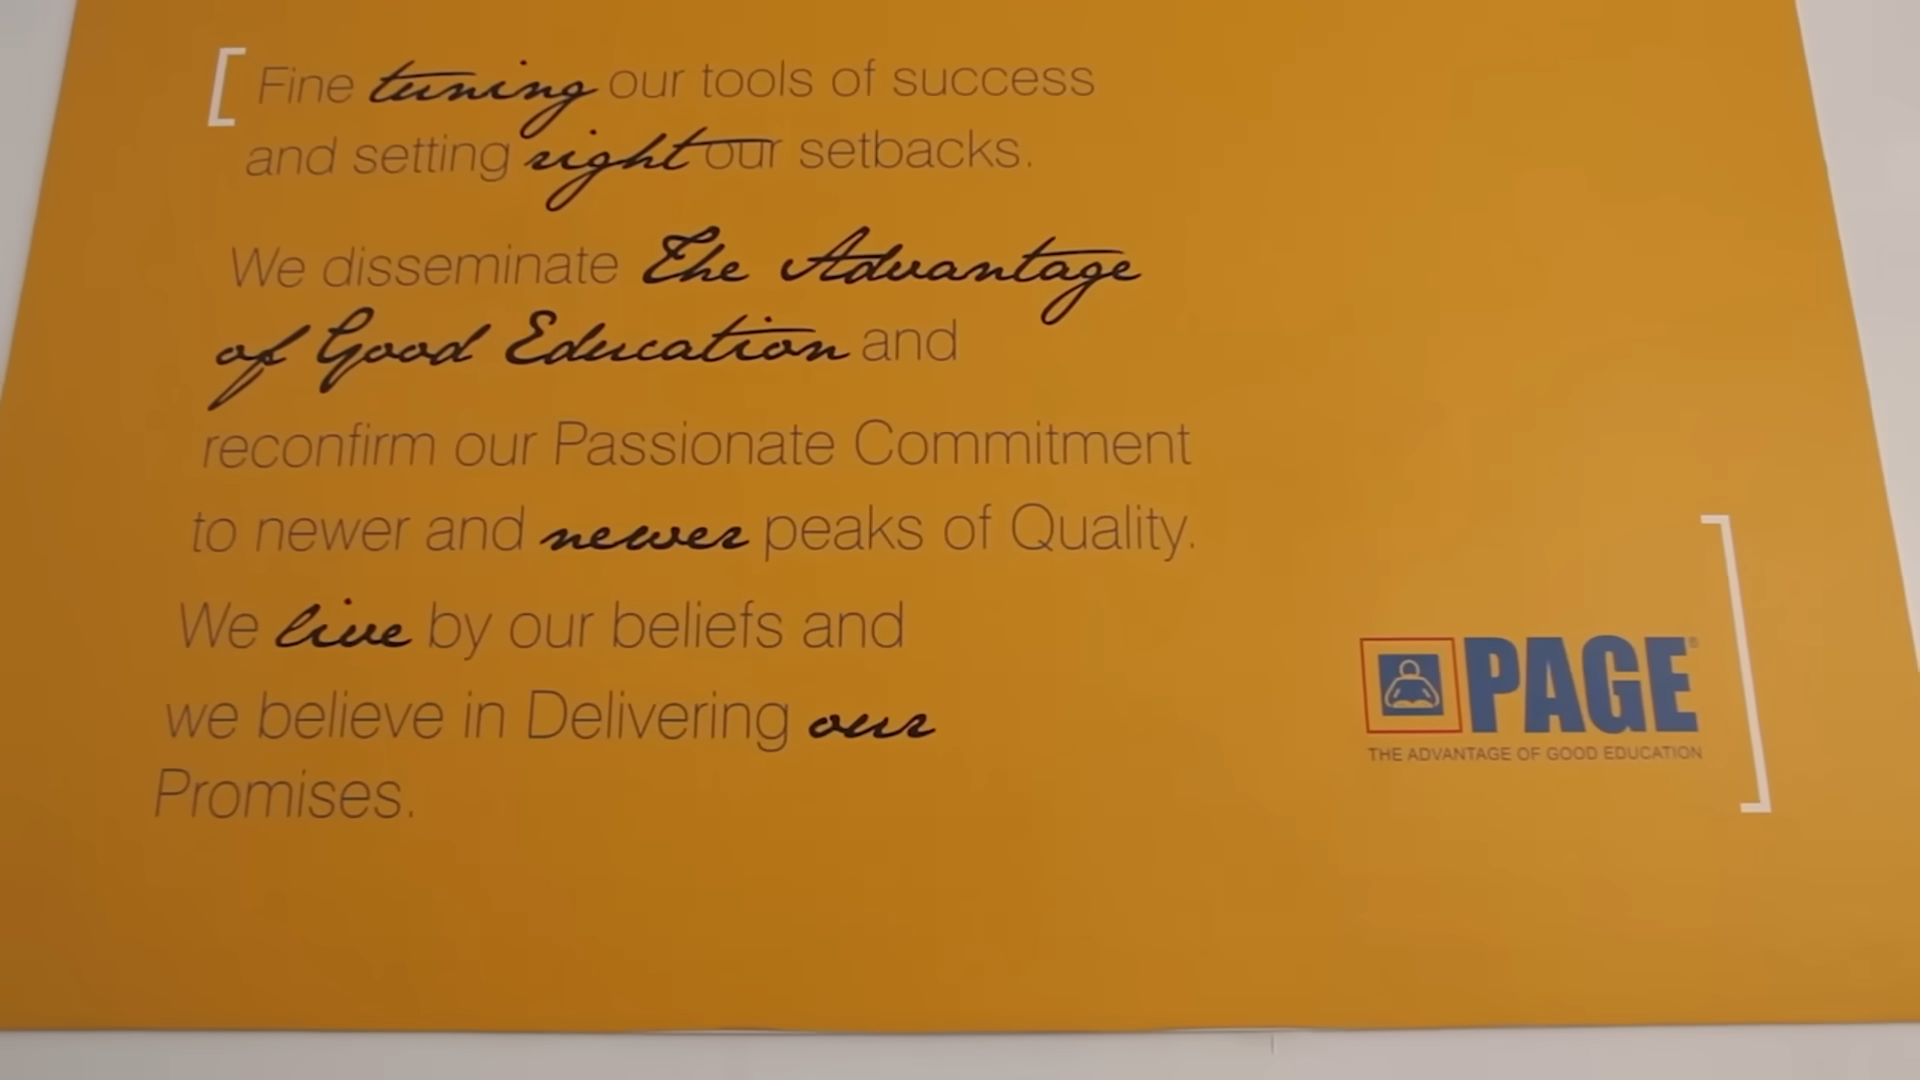 Fine tuning our tools of success
and setting right our setbacks.
We disseminate The Advantage
of Good Education and
reconfirm our Passionate Commitment
to newer and newer peaks of Quality.
We live by our beliefs and
we believe in Delivering our
Promises.
PAGE®
THE ADVANTAGE OF GOOD EDUCATION